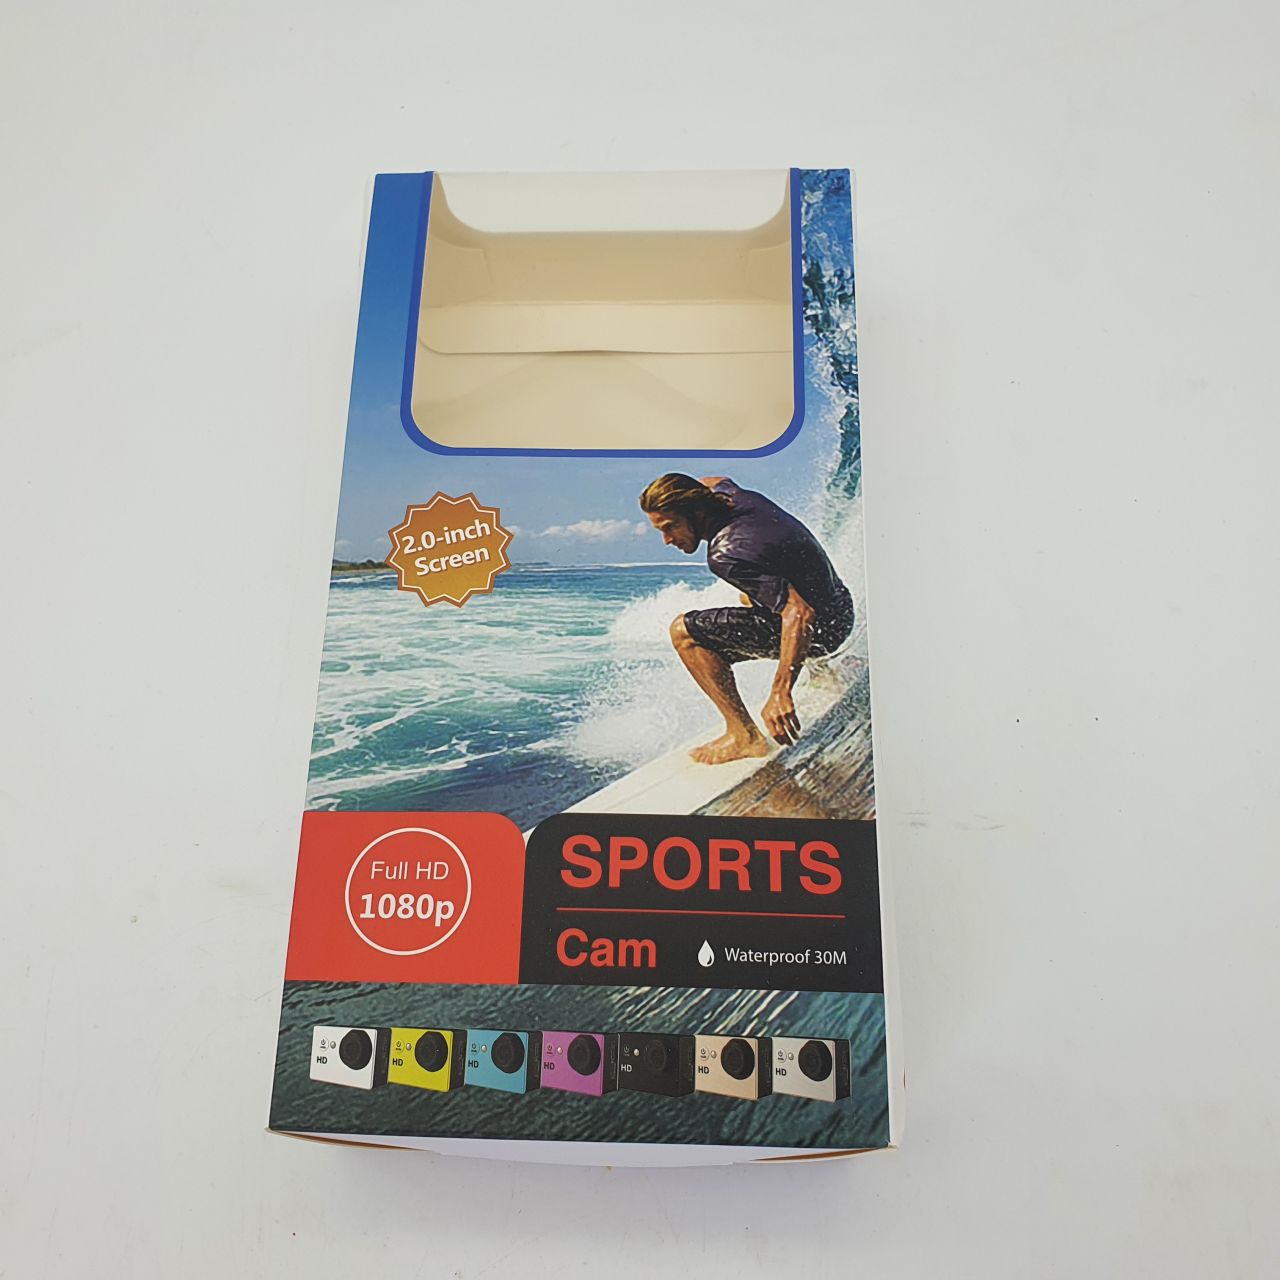 2.0-inch
Screen
Full HD
1080p
SPORTS
Cam
Waterproof 30M
HD
HD
HD
HD
HD
HD
HD